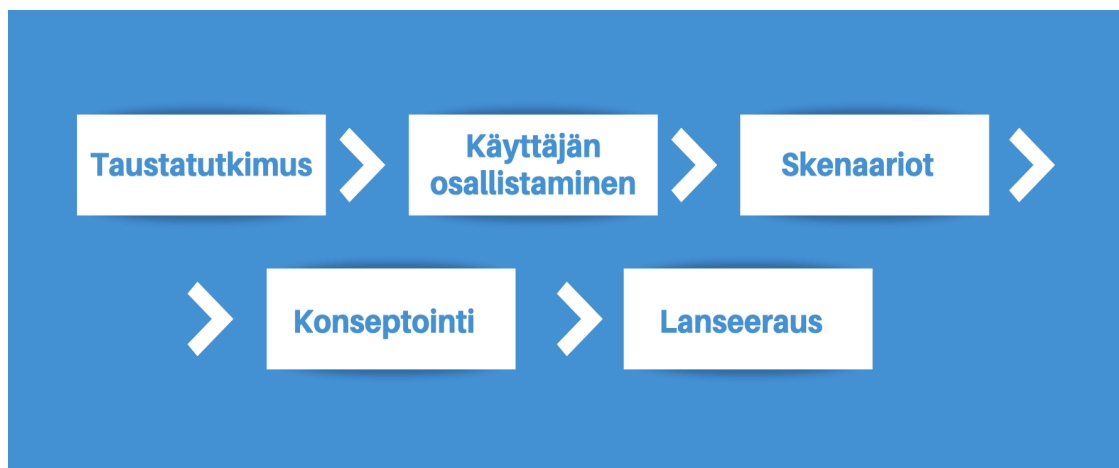 Taustatutkimus
Käyttäjän
osallistaminen
Skenaariot
Konseptointi
Lanseeraus